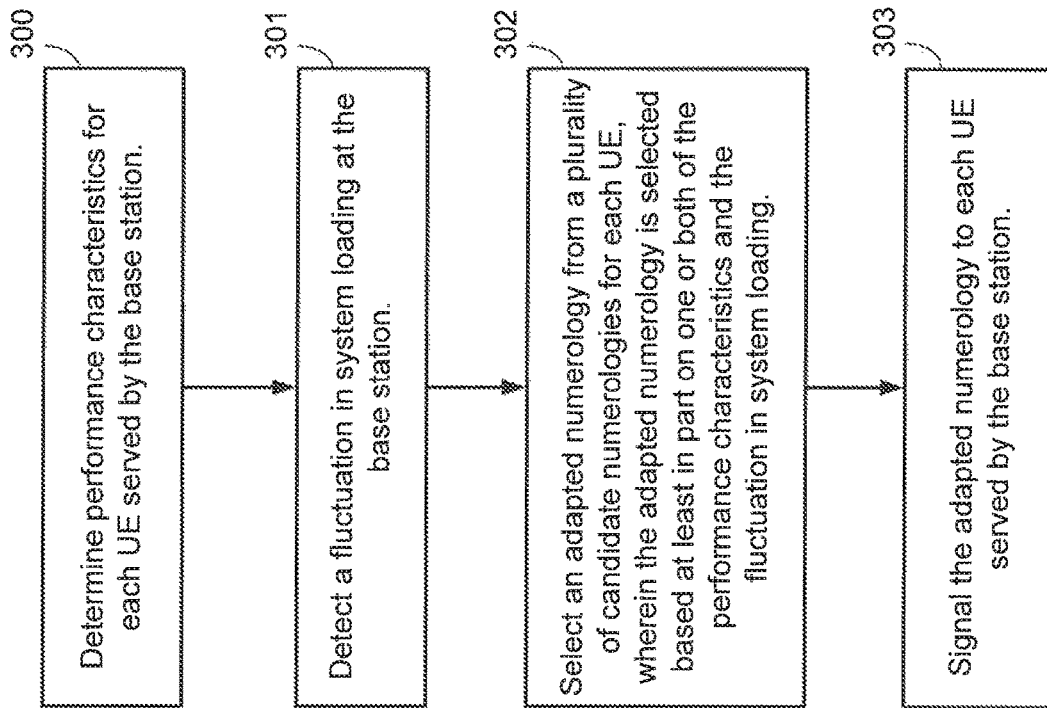 300
Determine performance characteristics for
each UE served by the base station.
301
Detect a fluctuation in system loading at the
base station.
302
Select an adapted numerology from a plurality
of candidate numerologies for each UE,
wherein the adapted numerology is selected
based at least in part on one or both of the
performance characteristics and the
fluctuation in system loading.
303
Signal the adapted numerology to each UE
served by the base station.